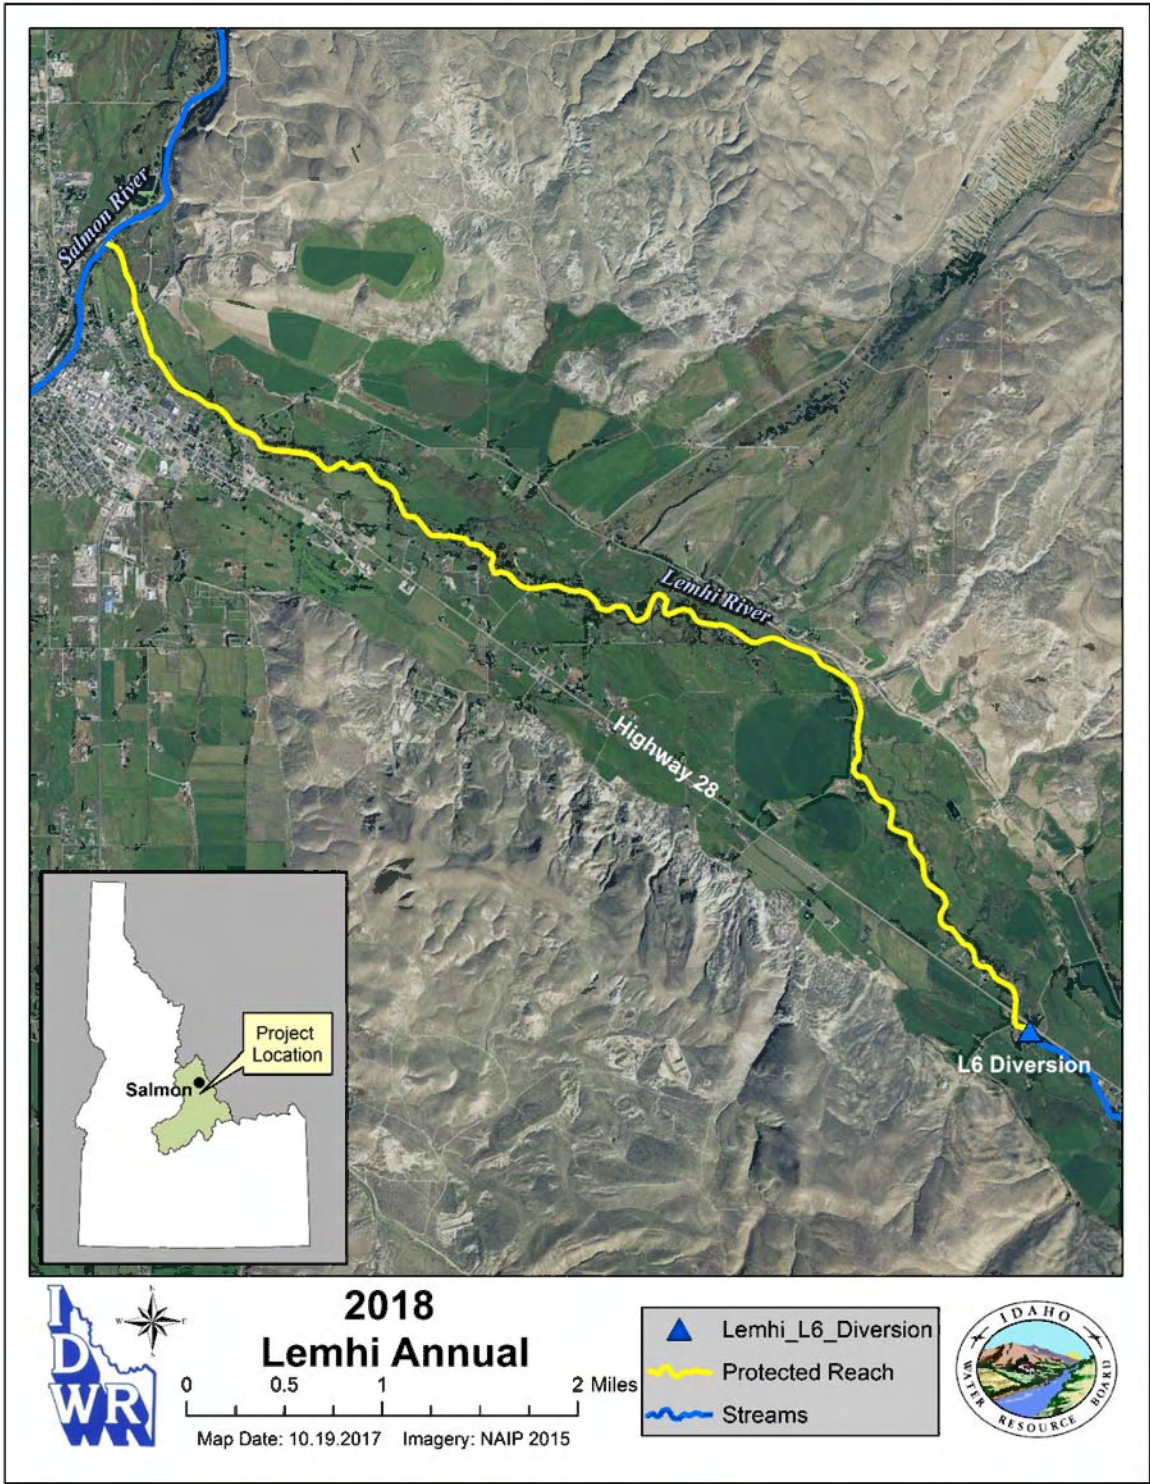 Salmon River
Lemhi River
Highway 28
L6 Diversion
Project
Location
Salmon
IDWR
N
W
E
S
2018
Lemhi Annual
0 0.5 1 2 Miles
Map Date: 10.19.2017 Imagery: NAIP 2015
Lemhi_L6_Diversion
Protected Reach
Streams
IDAHO
WATER RESOURCE BOARD